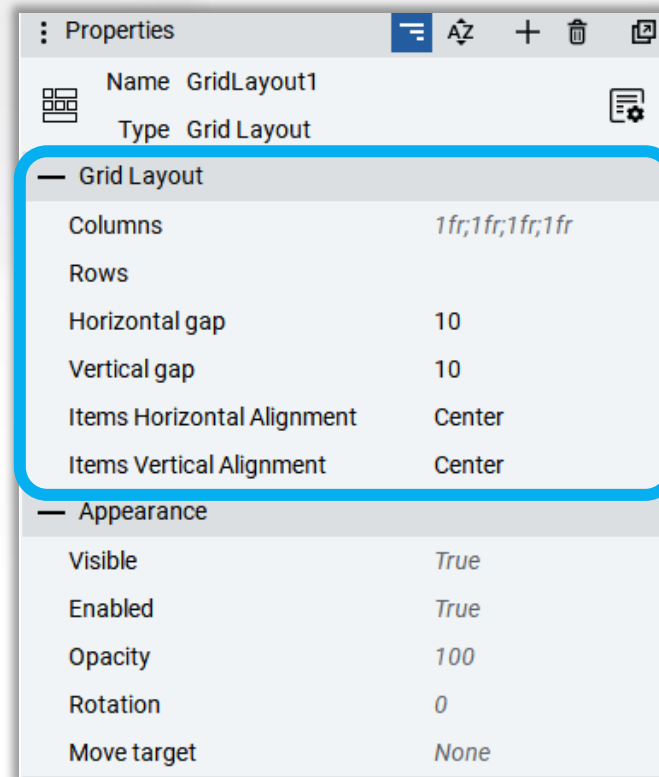 Properties
Name GridLayout1
Type Grid Layout
Grid Layout
Columns 1fr;1fr;1fr;1fr
Rows
Horizontal gap 10
Vertical gap 10
Items Horizontal Alignment Center
Items Vertical Alignment Center
Appearance
Visible True
Enabled True
Opacity 100
Rotation 0
Move target None